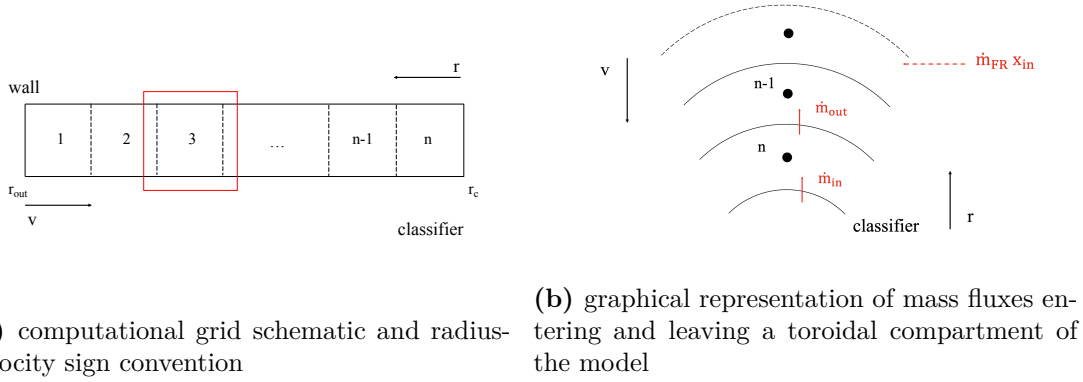 wall
r
1 2 3 ... n-1 n
r_out r_c
v
classifier
) computational grid schematic and radius-
ocity sign convention
v
ṁ_FR x_in
n-1
ṁ_out
n
ṁ_in
r
classifier
(b) graphical representation of mass fluxes en-
tering and leaving a toroidal compartment of
the model